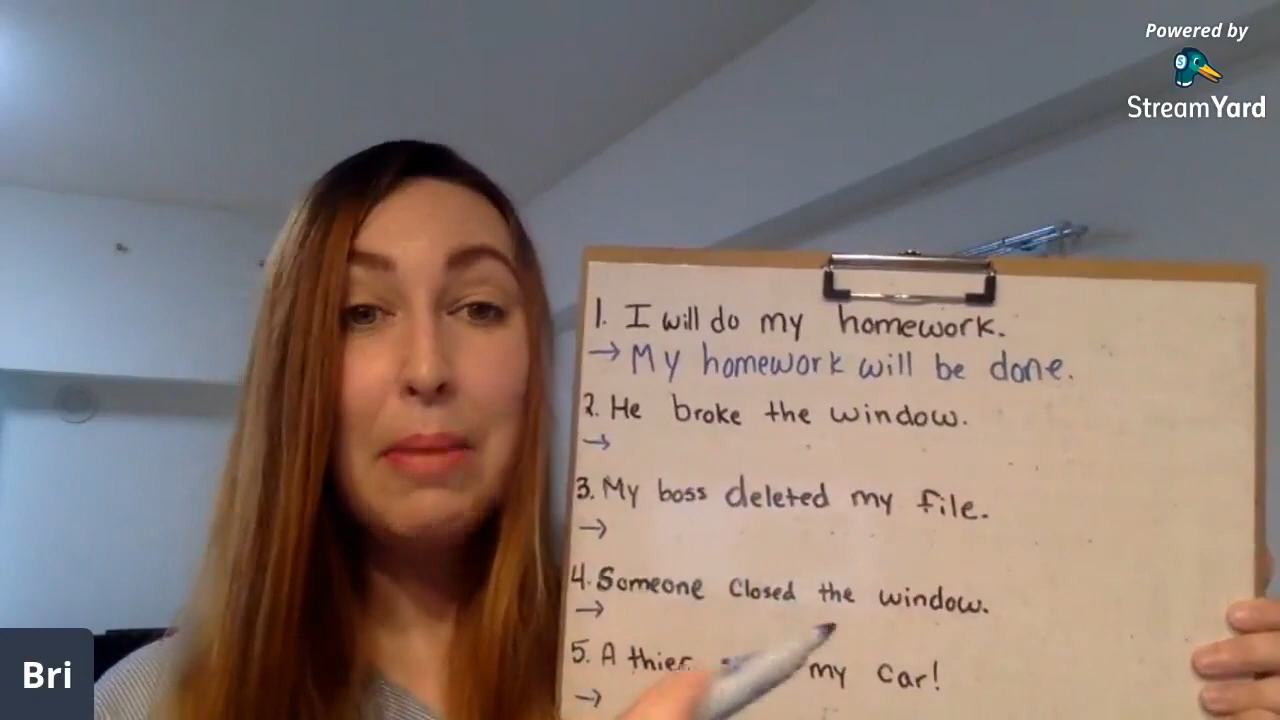 Powered by
StreamYard
1. I will do my homework.
→ My homework will be done.
2. He broke the window.
→
3. My boss deleted my file.
→
4. Someone closed the window.
→
5. A thief my car!
→
Bri